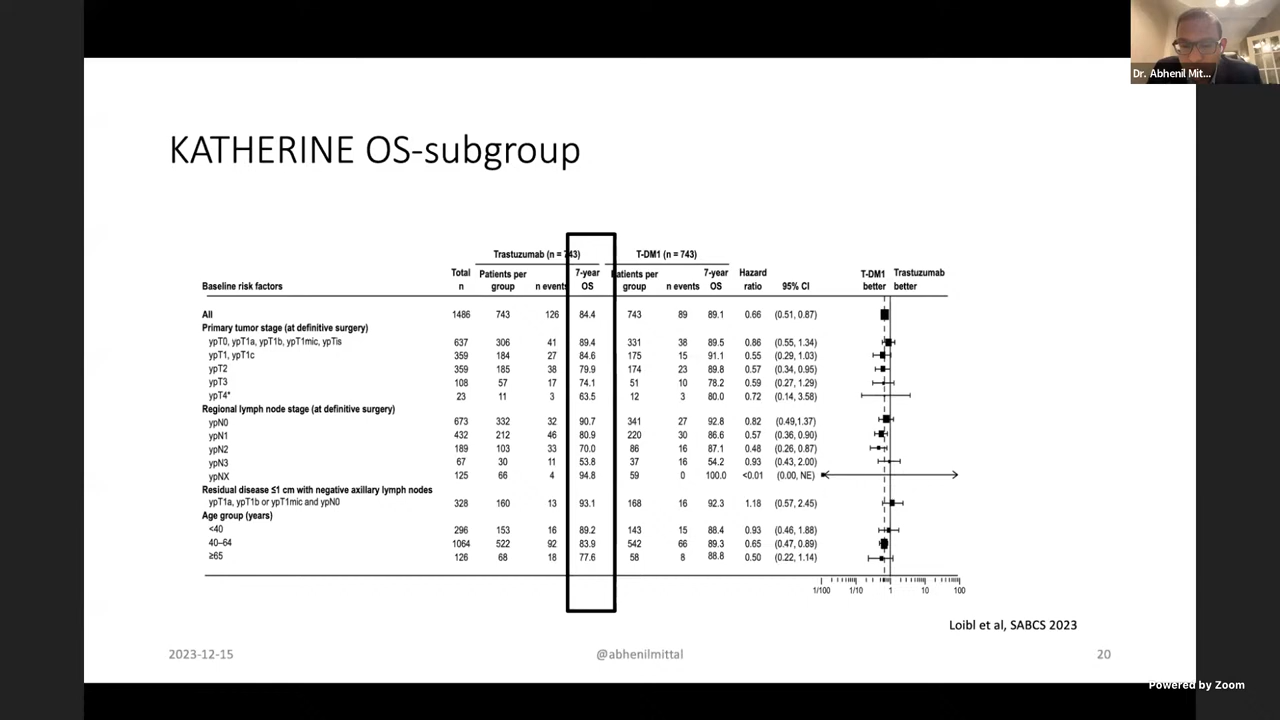 Dr. Abhenil Mit...
KATHERINE OS-subgroup
Trastuzumab (n = 743) T-DM1 (n = 743)
Total Patients per 7-year Patients per 7-year Hazard T-DM1 Trastuzumab
Baseline risk factors n group n events OS group n events OS ratio 95% CI better better
All 1486 743 126 84.4 743 89 89.1 0.66 (0.51, 0.87)
Primary tumor stage (at definitive surgery)
ypT0, ypT1a, ypT1b, ypT1mic, ypTis 637 306 41 89.4 331 38 89.5 0.86 (0.55, 1.34)
ypT1, ypT1c 359 184 27 84.6 175 15 91.1 0.55 (0.29, 1.03)
ypT2 359 185 38 79.9 174 23 89.8 0.57 (0.34, 0.95)
ypT3 108 57 17 74.1 51 10 78.2 0.59 (0.27, 1.29)
ypT4* 23 11 3 63.5 12 3 80.0 0.72 (0.14, 3.58)
Regional lymph node stage (at definitive surgery)
ypN0 673 332 32 90.7 341 27 92.8 0.82 (0.49,1.37)
ypN1 432 212 46 80.9 220 30 86.6 0.57 (0.36, 0.90)
ypN2 189 103 33 70.0 86 16 87.1 0.48 (0.26, 0.87)
ypN3 67 30 11 53.8 37 16 54.2 0.93 (0.43, 2.00)
ypNX 125 66 4 94.8 59 0 100.0 <0.01 (0.00, NE)
Residual disease ≤1 cm with negative axillary lymph nodes
ypT1a, ypT1b or ypT1mic and ypN0 328 160 13 93.1 168 16 92.3 1.18 (0.57, 2.45)
Age group (years)
<40 296 153 16 89.2 143 15 88.4 0.93 (0.46, 1.88)
40–64 1064 522 92 83.9 542 66 89.3 0.65 (0.47, 0.89)
≥65 126 68 18 77.6 58 8 88.8 0.50 (0.22, 1.14)
1/100 1/10 1 10 100
Loibl et al, SABCS 2023
2023-12-15 @abhenilmittal 20
Powered by Zoom